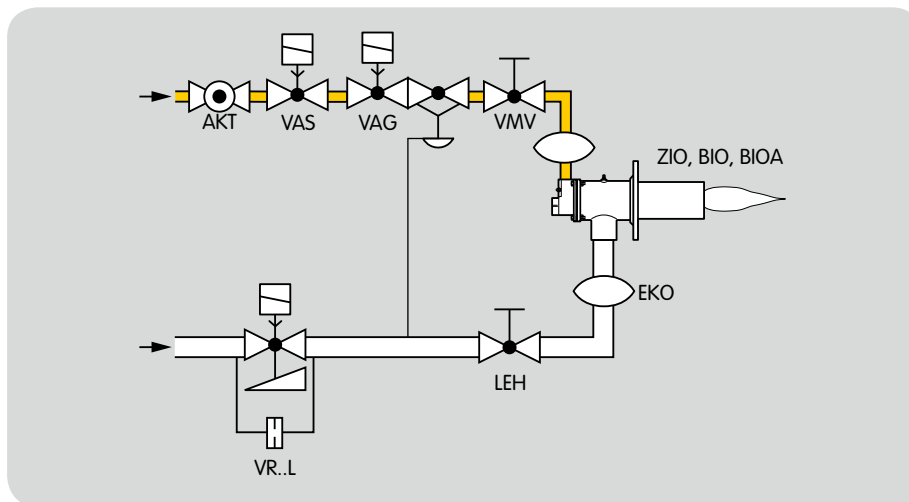 AKT
VAS
VAG
VMV
ZIO, BIO, BIOA
EKO
LEH
VR..L